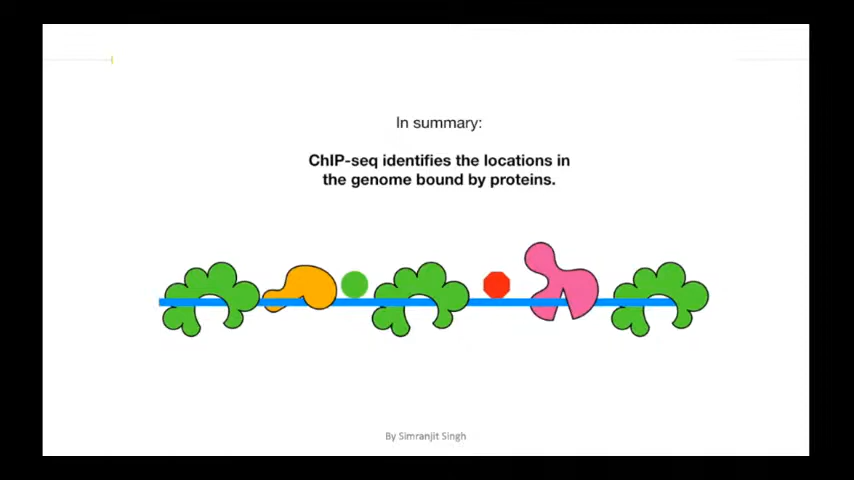 In summary:
ChIP-seq identifies the locations in
the genome bound by proteins.
By Simranjit Singh